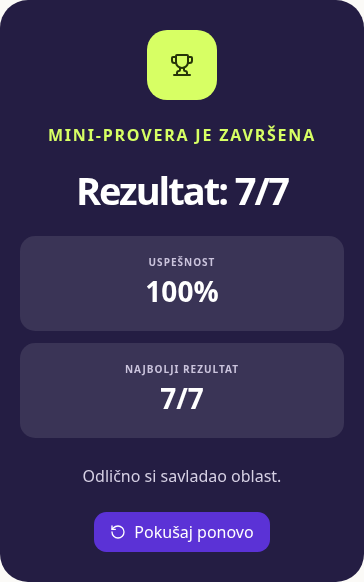 MINI-PROVERA JE ZAVRŠENA
Rezultat: 7/7
USPEŠNOST
100%
NAJBOLJI REZULTAT
7/7
Odlično si savladao oblast.
Pokušaj ponovo